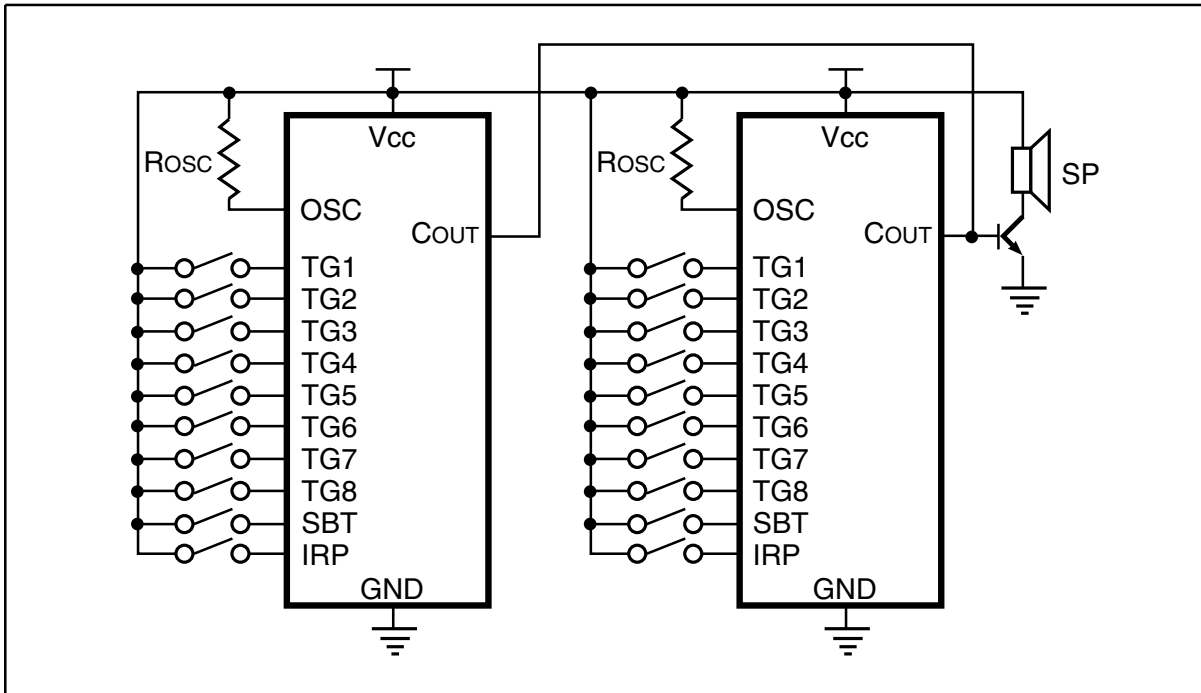 Vcc
ROSC
OSC
COUT
TG1
TG2
TG3
TG4
TG5
TG6
TG7
TG8
SBT
IRP
GND
Vcc
ROSC
OSC
COUT
TG1
TG2
TG3
TG4
TG5
TG6
TG7
TG8
SBT
IRP
GND
SP